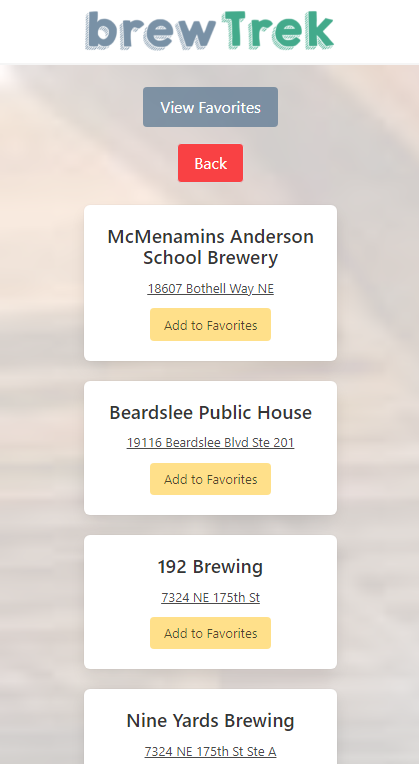 brewTrek
View Favorites
Back
McMenamins Anderson
School Brewery
18607 Bothell Way NE
Add to Favorites
Beardslee Public House
19116 Beardslee Blvd Ste 201
Add to Favorites
192 Brewing
7324 NE 175th St
Add to Favorites
Nine Yards Brewing
7324 NE 175th St Ste A